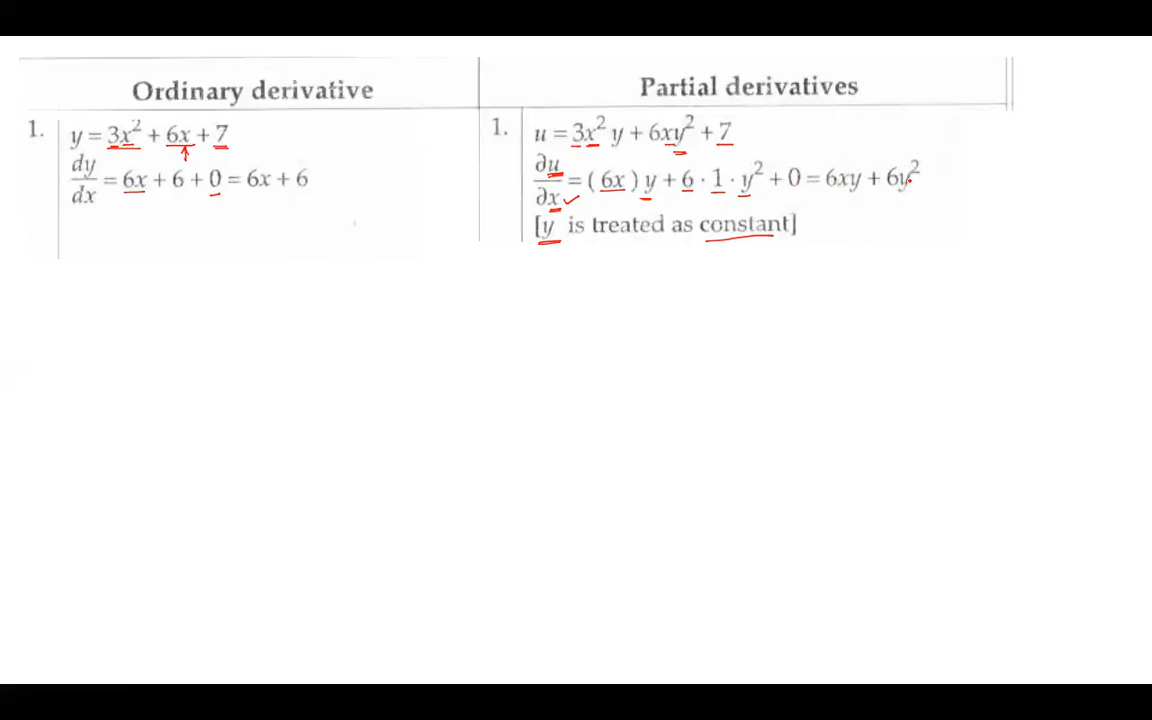 Ordinary derivative
1. y = 3x² + 6x + 7
dy/dx = 6x + 6 + 0 = 6x + 6
Partial derivatives
1. u = 3x² y + 6xy² + 7
∂u/∂x = ( 6x ) y + 6 · 1 · y² + 0 = 6xy + 6y²
[y is treated as constant]